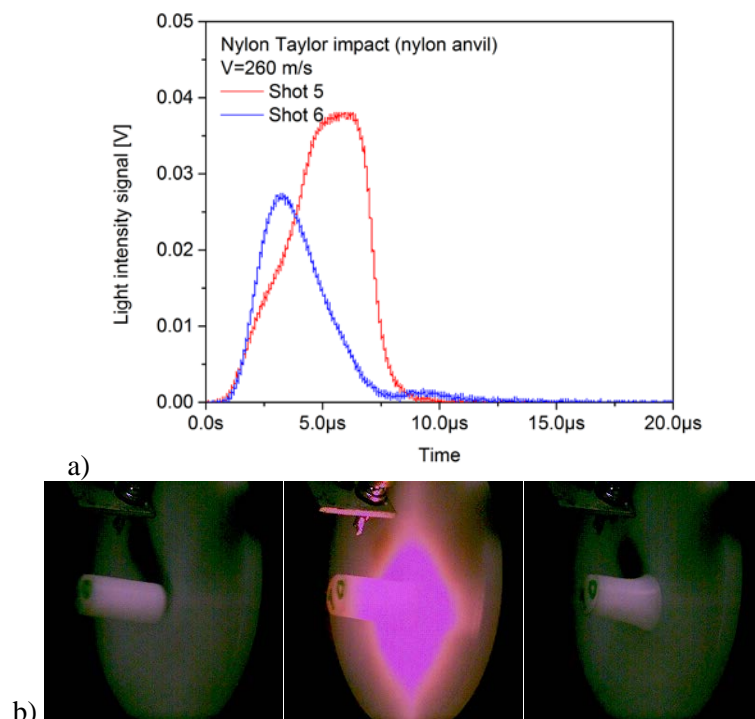 0.05
Nylon Taylor impact (nylon anvil)
V=260 m/s
Shot 5
Shot 6
0.04
0.03
0.02
0.01
0.00
Light intensity signal [V]
0.0s 5.0µs 10.0µs 15.0µs 20.0µs
Time
a)
b)